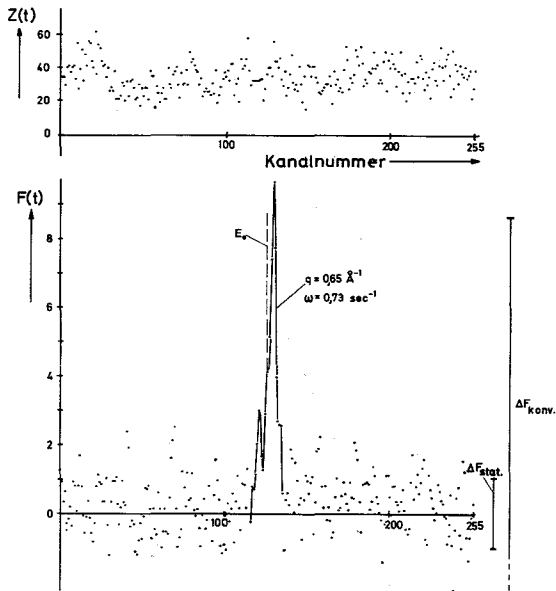 Z(t)
60
40
20
0
100
200
255
Kanalnummer
F(t)
8
6
4
2
0
E₀
q = 0,65 Å⁻¹
ω = 0,73 sec⁻¹
ΔFkonv.
ΔFstat.
100
200
255